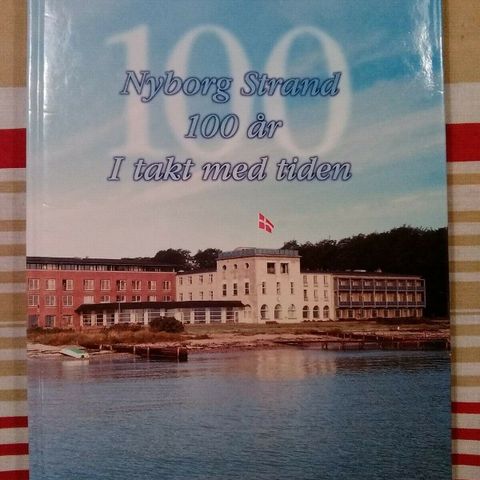 100
Nyborg Strand
100 år
I takt med tiden